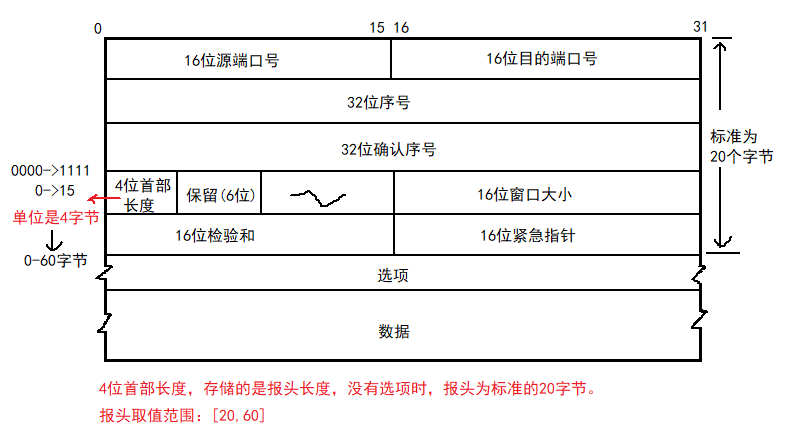 0
15 16
31
16位源端口号
16位目的端口号
32位序号
标准为
20个字节
32位确认序号
0000->1111
0->15
单位是4字节
0-60字节
4位首部
长度
保留(6位)
16位窗口大小
16位检验和
16位紧急指针
选项
数据
4位首部长度，存储的是报头长度，没有选项时，报头为标准的20字节。
报头取值范围：[20,60]